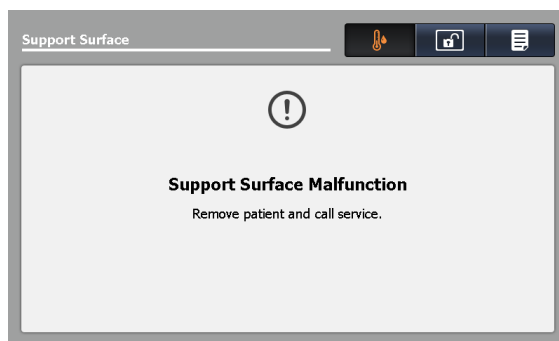 Support Surface
Support Surface Malfunction
Remove patient and call service.